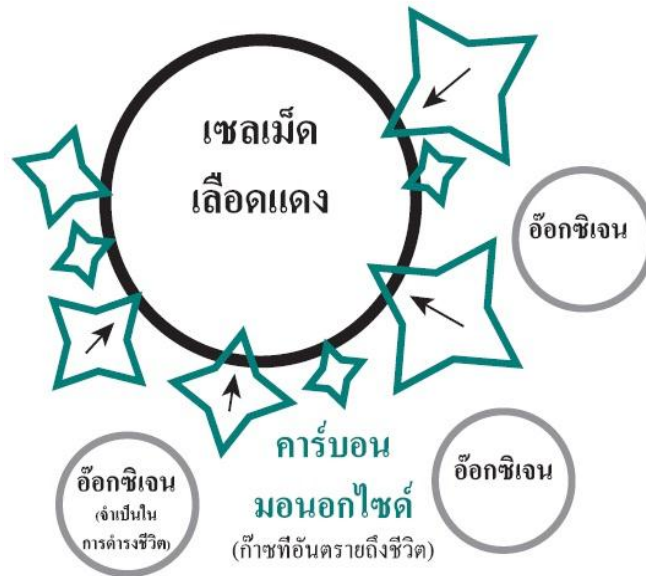 เซลเม็ด
เลือดแดง
อ๊อกซิเจน
อ๊อกซิเจน
อ๊อกซิเจน
(จำเป็นใน
การดำรงชีวิต)
คาร์บอน
มอนอกไซด์
(ก๊าซที่อันตรายถึงชีวิต)